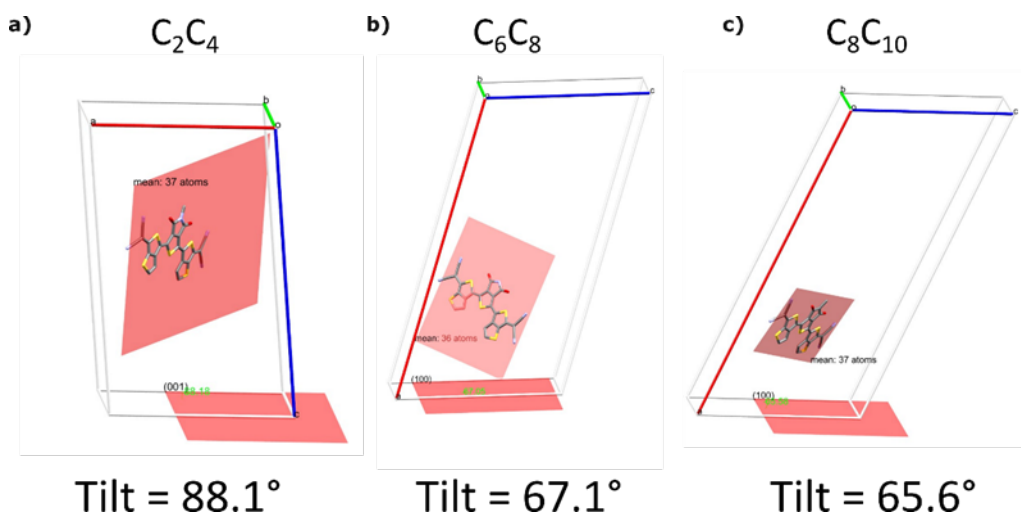 a)
C₂C₄
b
a
o
mean: 37 atoms
(001)
c
Tilt = 88.1°
b)
C₆C₈
b
o
c
mean: 36 atoms
(100)
a
Tilt = 67.1°
c)
C₈C₁₀
b
o
c
mean: 37 atoms
(100)
a
Tilt = 65.6°